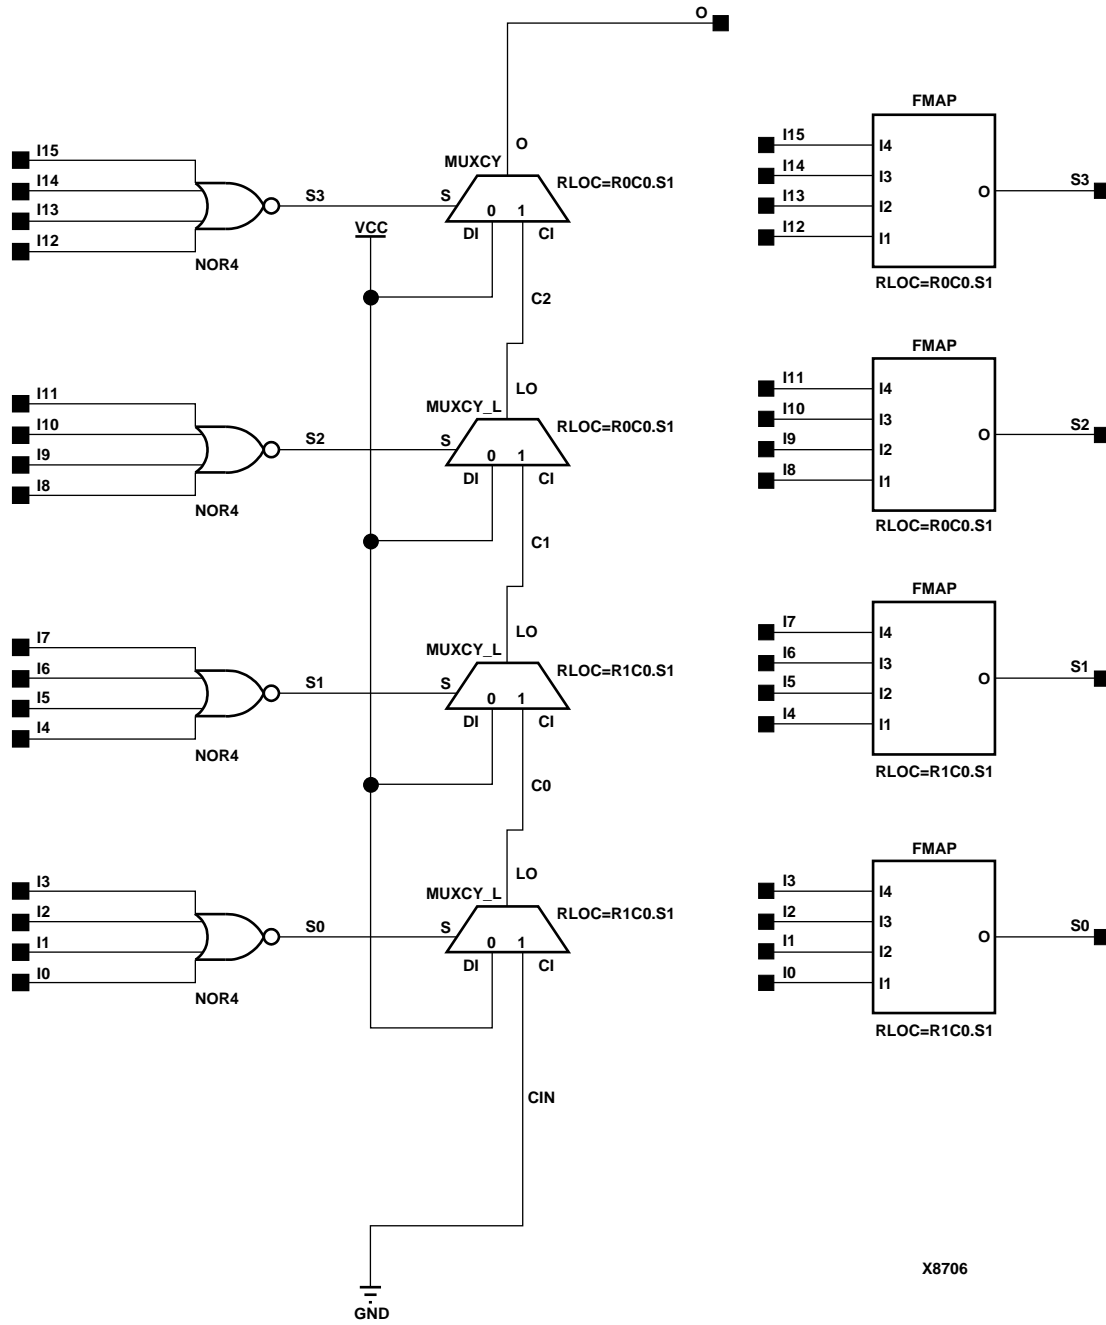 O
FMAP
I15
I14
I13
I12
NOR4
S3
MUXCY
O
RLOC=R0C0.S1
S
0 1
DI CI
VCC
C2
I15
I14
I13
I12
I4
I3
I2
I1
O
S3
RLOC=R0C0.S1
FMAP
I11
I10
I9
I8
NOR4
S2
LO
MUXCY_L
RLOC=R0C0.S1
S
0 1
DI CI
C1
I11
I10
I9
I8
I4
I3
I2
I1
O
S2
RLOC=R0C0.S1
FMAP
I7
I6
I5
I4
NOR4
S1
LO
MUXCY_L
RLOC=R1C0.S1
S
0 1
DI CI
C0
I7
I6
I5
I4
I4
I3
I2
I1
O
S1
RLOC=R1C0.S1
FMAP
I3
I2
I1
I0
NOR4
S0
LO
MUXCY_L
RLOC=R1C0.S1
S
0 1
DI CI
I3
I2
I1
I0
I4
I3
I2
I1
O
S0
RLOC=R1C0.S1
CIN
GND
X8706